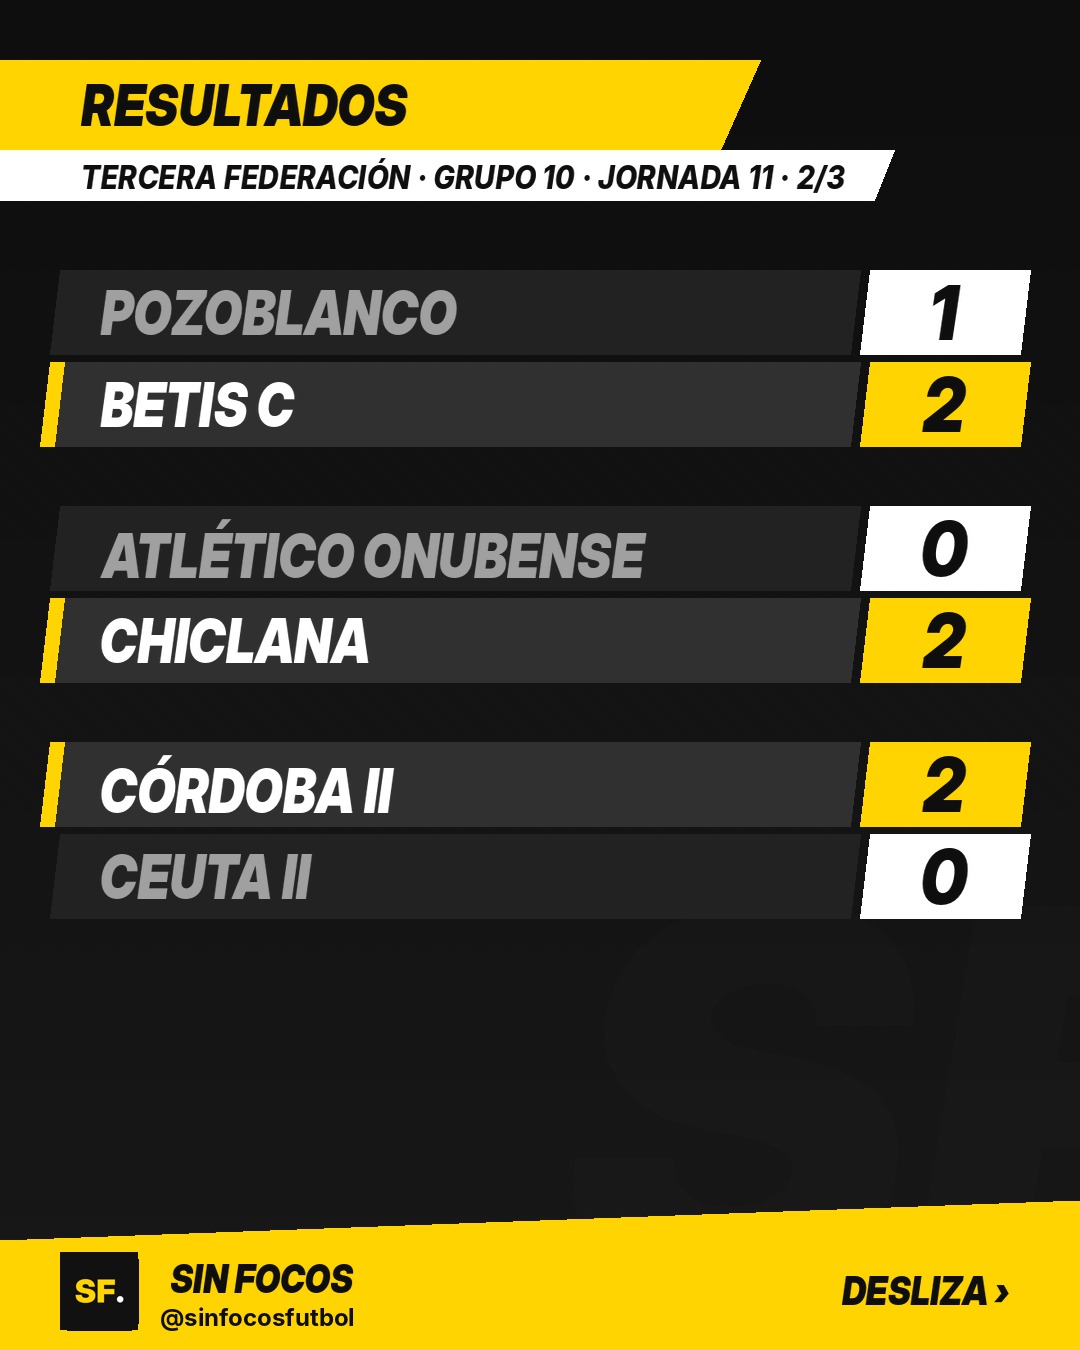 RESULTADOS
TERCERA FEDERACIÓN · GRUPO 10 · JORNADA 11 · 2/3
POZOBLANCO 1
BETIS C 2
ATLÉTICO ONUBENSE 0
CHICLANA 2
CÓRDOBA II 2
CEUTA II 0
SF
SF.
SIN FOCOS
@sinfocosfutbol
DESLIZA ›